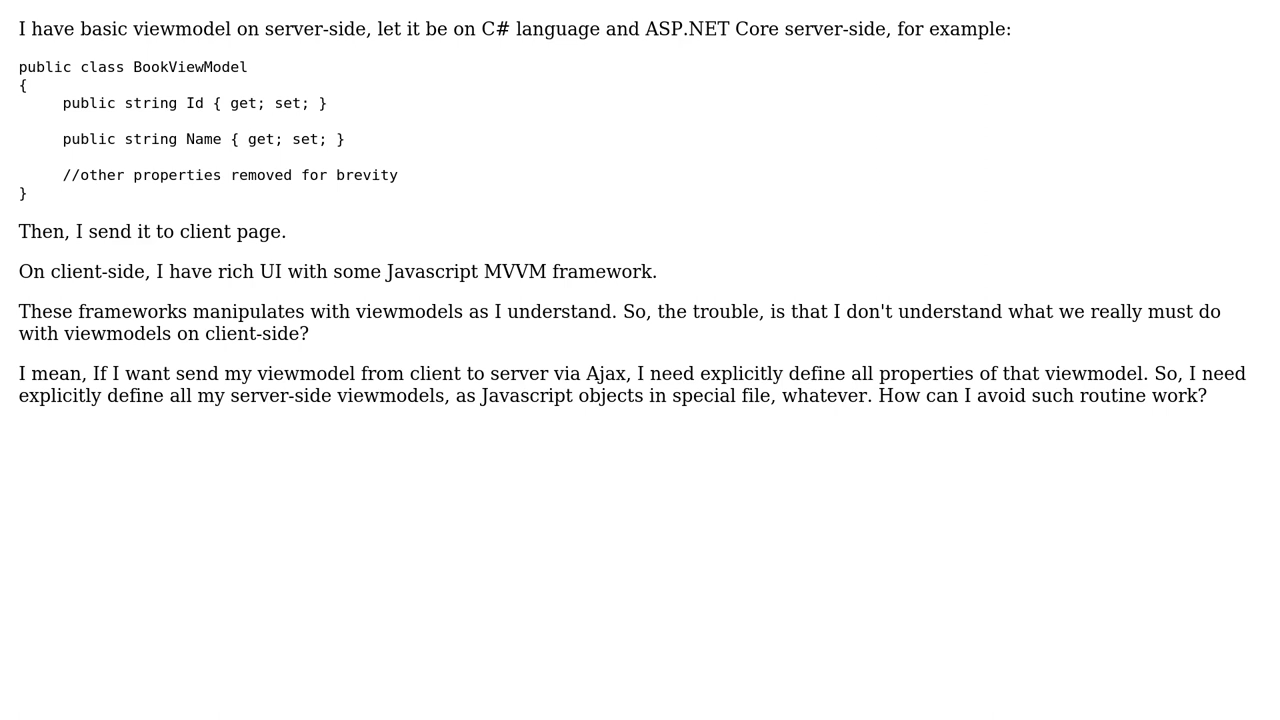 I have basic viewmodel on server-side, let it be on C# language and ASP.NET Core server-side, for example:
public class BookViewModel
{
     public string Id { get; set; }
     public string Name { get; set; }
     //other properties removed for brevity
}
Then, I send it to client page.
On client-side, I have rich UI with some Javascript MVVM framework.
These frameworks manipulates with viewmodels as I understand. So, the trouble, is that I don't understand what we really must do
with viewmodels on client-side?
I mean, If I want send my viewmodel from client to server via Ajax, I need explicitly define all properties of that viewmodel. So, I need
explicitly define all my server-side viewmodels, as Javascript objects in special file, whatever. How can I avoid such routine work?